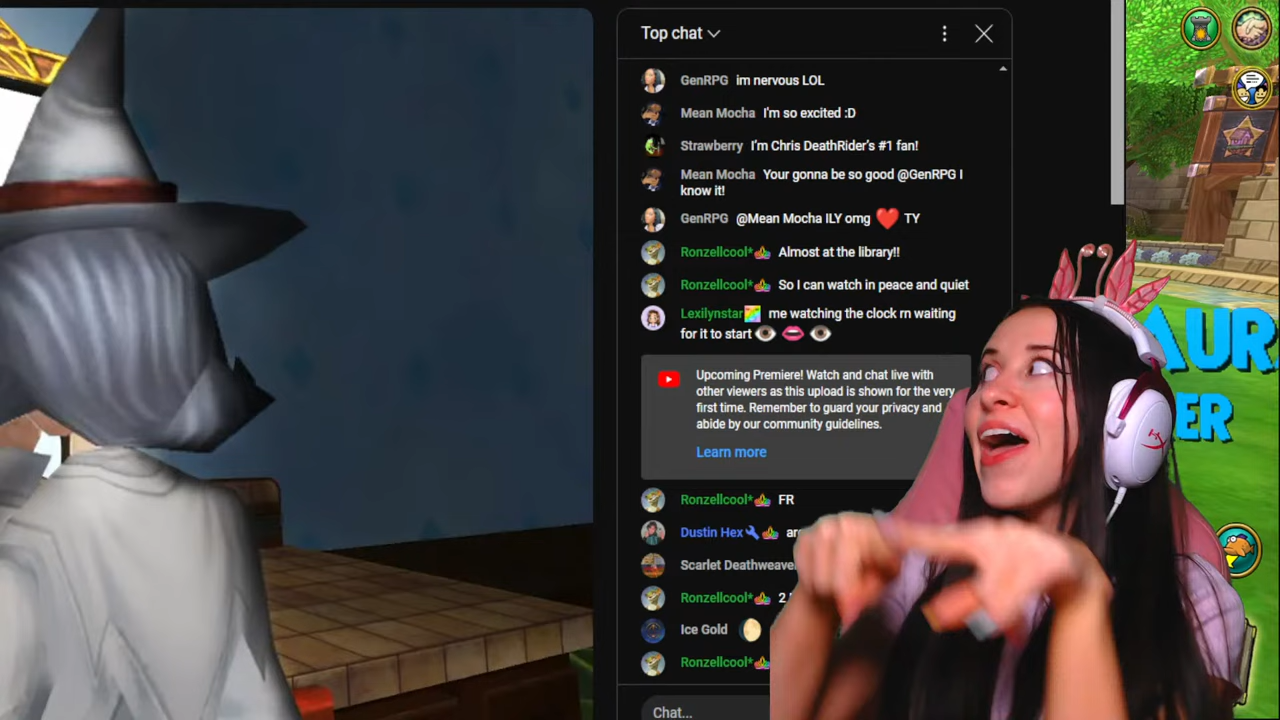 Top chat
GenRPG im nervous LOL
Mean Mocha I'm so excited :D
Strawberry I'm Chris DeathRider's #1 fan!
Mean Mocha Your gonna be so good @GenRPG I
know it!
GenRPG @Mean Mocha ILY omg ❤️ TY
Ronzellcool* Almost at the library!!
Ronzellcool* So I can watch in peace and quiet
Lexilynstar me watching the clock rn waiting
for it to start 👁️ 👄 👁️
Upcoming Premiere! Watch and chat live with
other viewers as this upload is shown for the very
first time. Remember to guard your privacy and
abide by our community guidelines.
Learn more
Ronzellcool* FR
Dustin Hex
Scarlet Deathweaver
Ronzellcool* 2
Ice Gold
Ronzellcool*
Chat...
AUR
ER